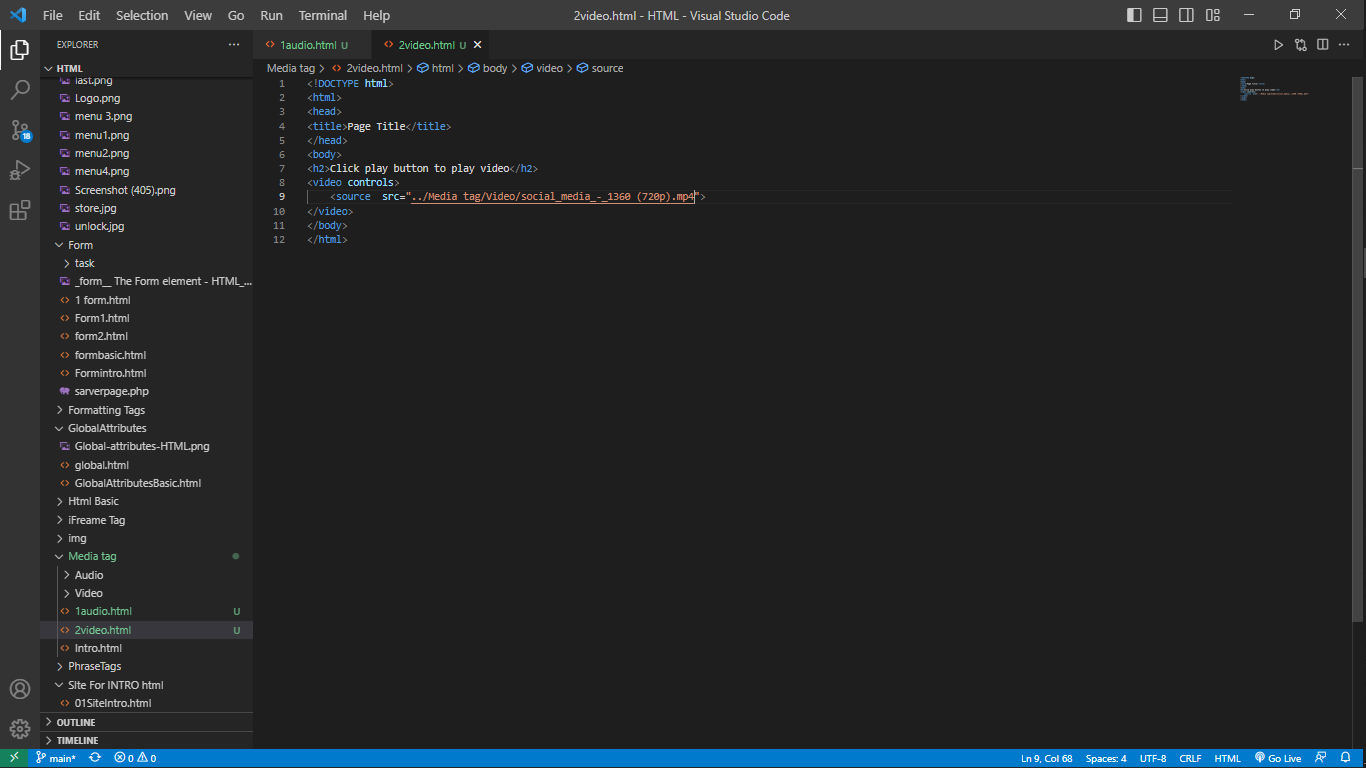 File Edit Selection View Go Run Terminal Help 2video.html - HTML - Visual Studio Code
EXPLORER ···
1audio.html U 2video.html U
HTML
Media tag > 2video.html > html > body > video > source
last.png
Logo.png
menu 3.png
menu1.png
menu2.png
menu4.png
Screenshot (405).png
store.jpg
unlock.jpg
Form
task
_form__ The Form element - HTML_...
1 form.html
Form1.html
form2.html
formbasic.html
Formintro.html
sarverpage.php
Formatting Tags
GlobalAttributes
Global-attributes-HTML.png
global.html
GlobalAttributesBasic.html
Html Basic
iFreame Tag
img
Media tag
Audio
Video
1audio.html U
2video.html U
Intro.html
PhraseTags
SIte For INTRO html
01SiteIntro.html
OUTLINE
TIMELINE
18
1 <!DOCTYPE html>
2 <html>
3 <head>
4 <title>Page Title</title>
5 </head>
6 <body>
7 <h2>Click play button to play video</h2>
8 <video controls>
9 <source  src="../Media tag/Video/social_media_-_1360 (720p).mp4">
10 </video>
11 </body>
12 </html>
main* 0 0 Ln 9, Col 68 Spaces: 4 UTF-8 CRLF HTML Go Live